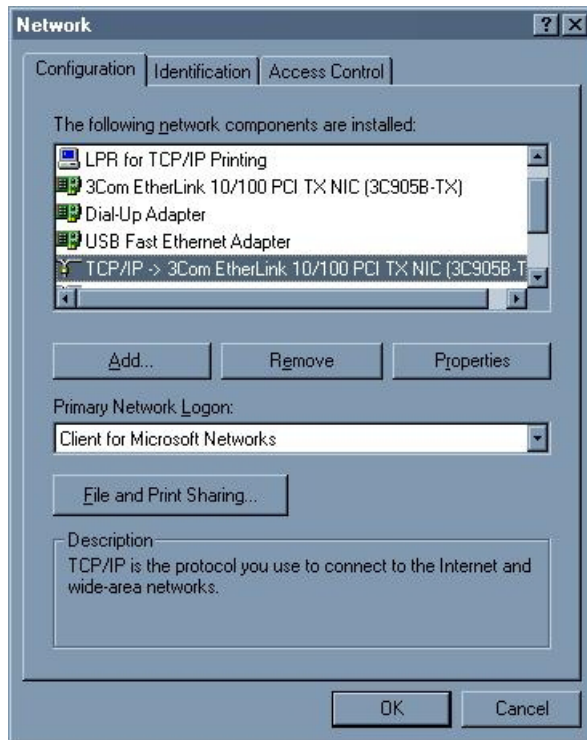 Network
Configuration Identification Access Control
The following network components are installed:
LPR for TCP/IP Printing
3Com EtherLink 10/100 PCI TX NIC (3C905B-TX)
Dial-Up Adapter
USB Fast Ethernet Adapter
TCP/IP -> 3Com EtherLink 10/100 PCI TX NIC (3C905B-T
Add... Remove Properties
Primary Network Logon:
Client for Microsoft Networks
File and Print Sharing...
Description
TCP/IP is the protocol you use to connect to the Internet and
wide-area networks.
OK Cancel